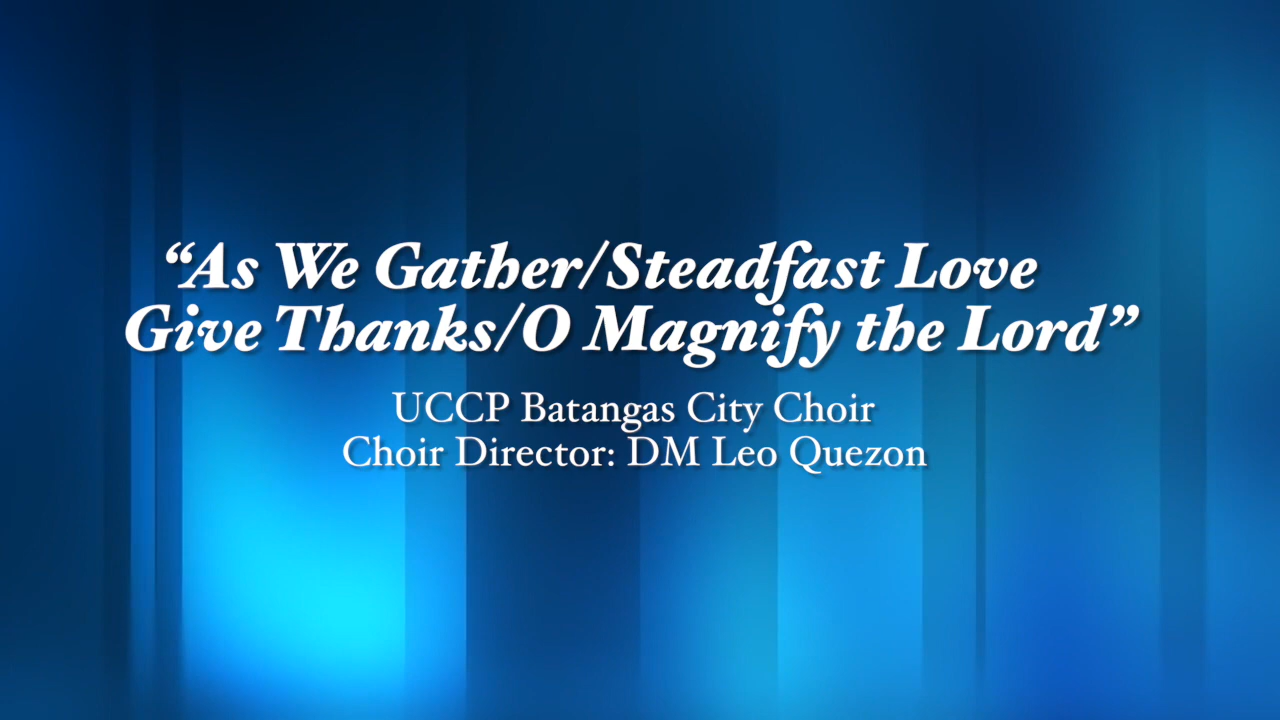 “As We Gather/Steadfast Love
Give Thanks/O Magnify the Lord”
UCCP Batangas City Choir
Choir Director: DM Leo Quezon